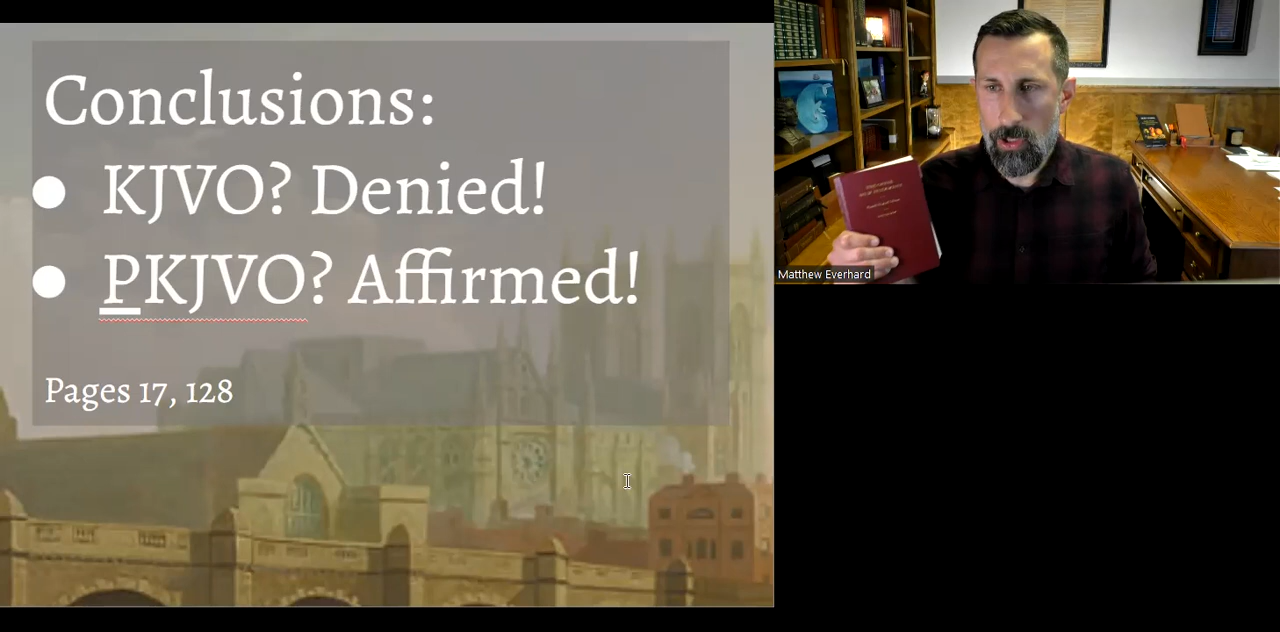 Conclusions:
● KJVO? Denied!
● PKJVO? Affirmed!
Pages 17, 128
Matthew Everhard